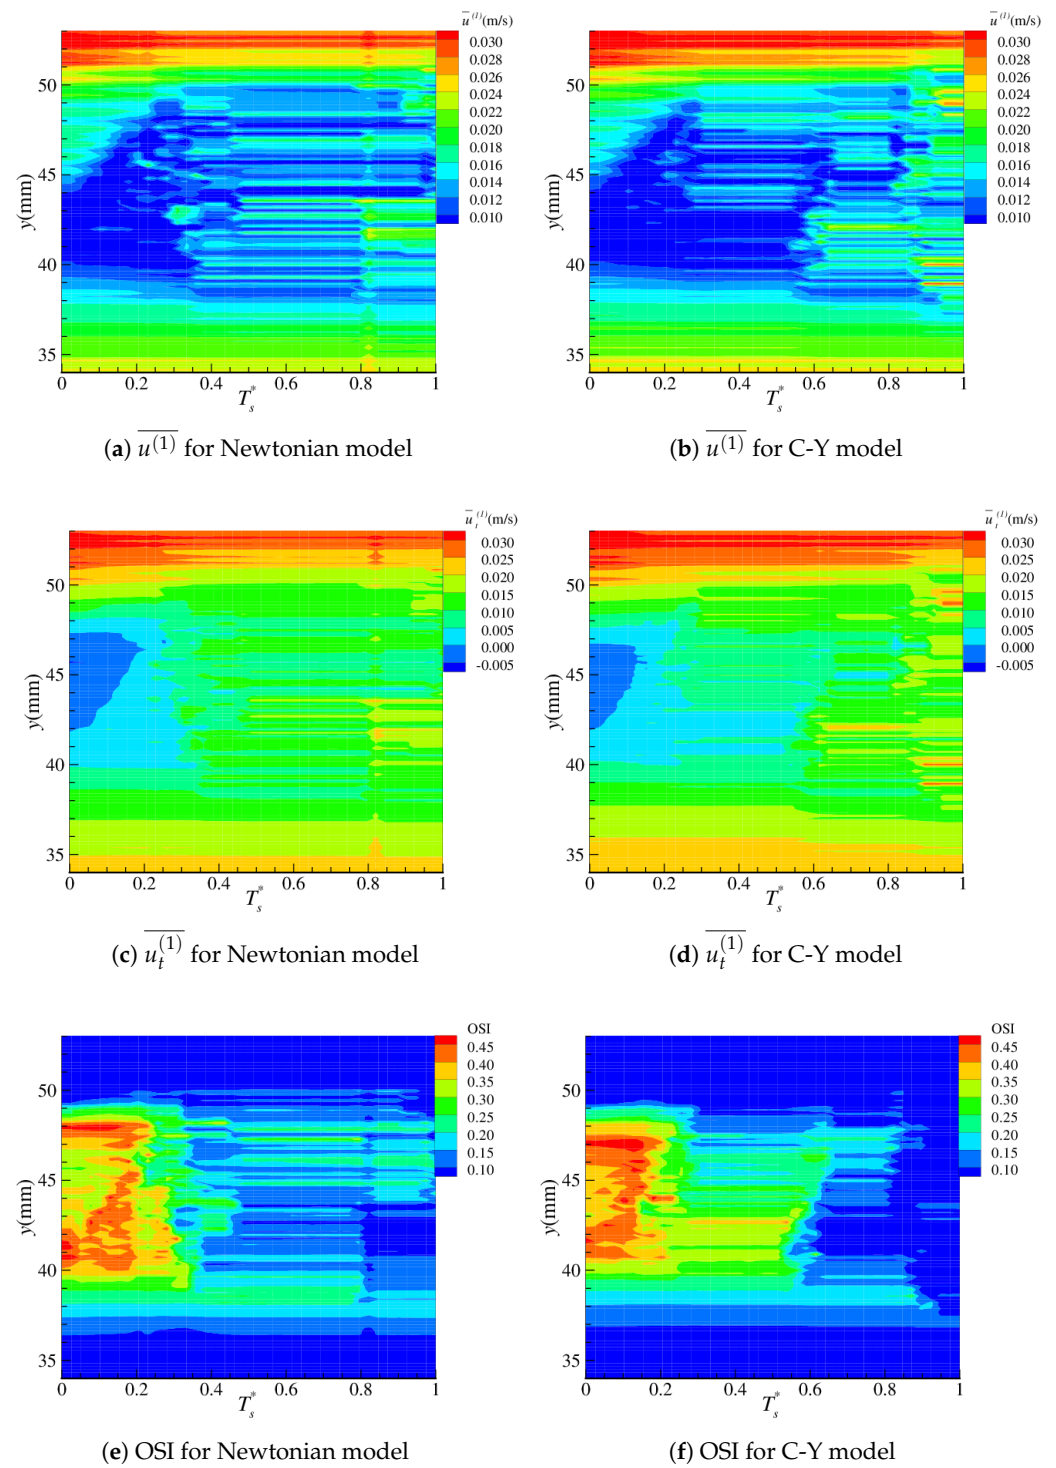 u̅⁽¹⁾(m/s)
0.030
0.028
0.026
0.024
0.022
0.020
0.018
0.016
0.014
0.012
0.010
y(mm)
50
45
40
35
0 0.2 0.4 0.6 0.8 1
T*s
(a) u⁽¹⁾ for Newtonian model
u̅⁽¹⁾(m/s)
0.030
0.028
0.026
0.024
0.022
0.020
0.018
0.016
0.014
0.012
0.010
y(mm)
50
45
40
35
0 0.2 0.4 0.6 0.8 1
T*s
(b) u⁽¹⁾ for C-Y model
u̅t⁽¹⁾(m/s)
0.030
0.025
0.020
0.015
0.010
0.005
0.000
-0.005
y(mm)
50
45
40
35
0 0.2 0.4 0.6 0.8 1
T*s
(c) ut⁽¹⁾ for Newtonian model
u̅t⁽¹⁾(m/s)
0.030
0.025
0.020
0.015
0.010
0.005
0.000
-0.005
y(mm)
50
45
40
35
0 0.2 0.4 0.6 0.8 1
T*s
(d) ut⁽¹⁾ for C-Y model
OSI
0.45
0.40
0.35
0.30
0.25
0.20
0.15
0.10
y(mm)
50
45
40
35
0 0.2 0.4 0.6 0.8 1
T*s
(e) OSI for Newtonian model
OSI
0.45
0.40
0.35
0.30
0.25
0.20
0.15
0.10
y(mm)
50
45
40
35
0 0.2 0.4 0.6 0.8 1
T*s
(f) OSI for C-Y model